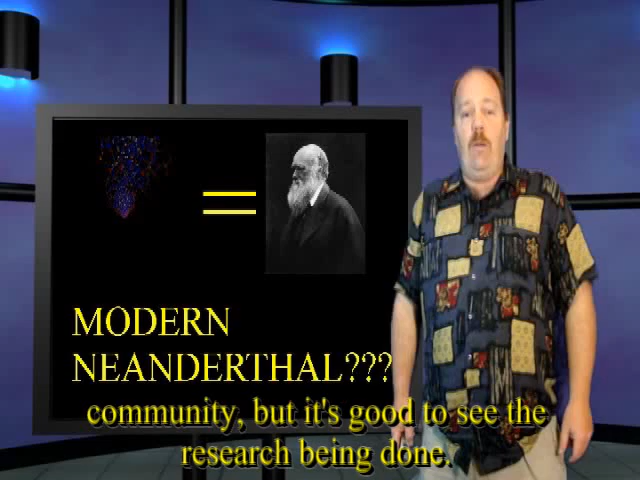 =
MODERN
NEANDERTHAL???
community, but it's good to see the
research being done.